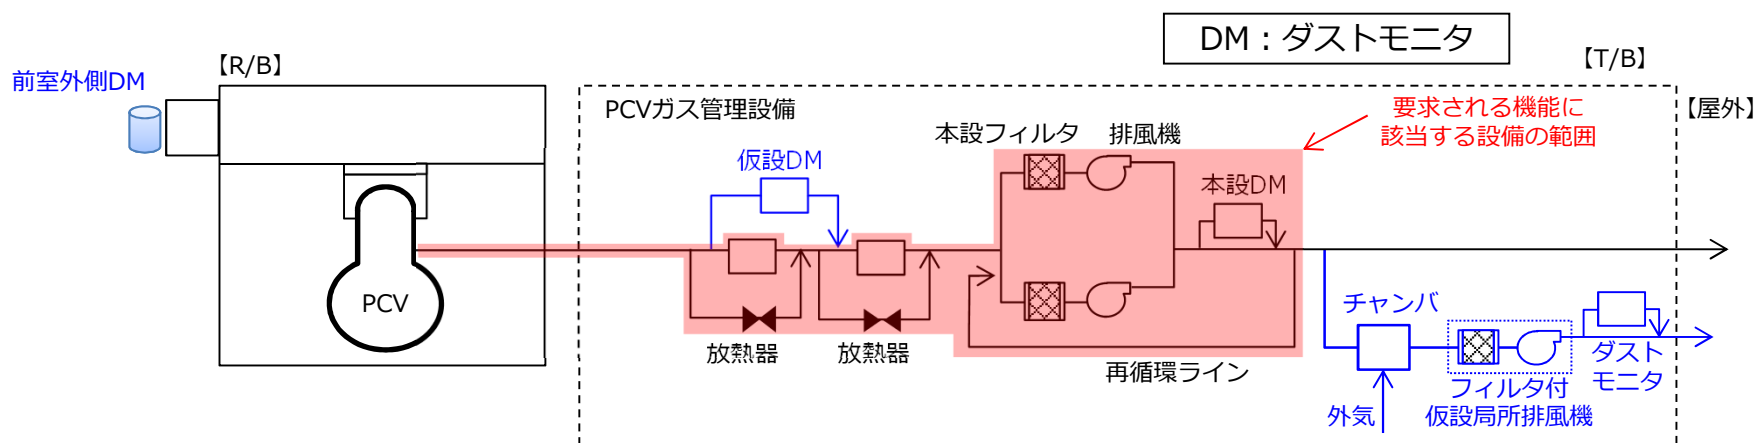 DM：ダストモニタ
【R/B】
【T/B】
前室外側DM
PCVガス管理設備
要求される機能に
該当する設備の範囲
【屋外】
本設フィルタ
排風機
仮設DM
本設DM
PCV
チャンバ
放熱器
放熱器
再循環ライン
ダスト
モニタ
フィルタ付
仮設局所排風機
外気